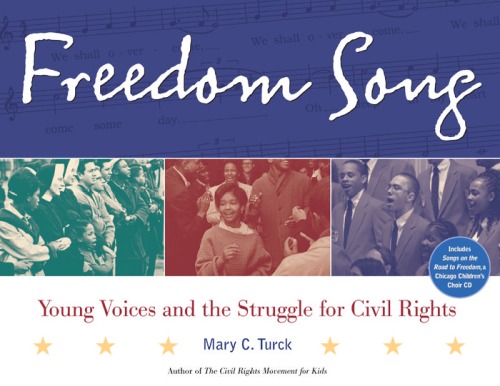 We shall o - ver - come,
We shall o - ver - come,
Freedom Song
Oh,
come some day.
Includes
Songs on the
Road to Freedom, a
Chicago Children's
Choir CD
Young Voices and the Struggle for Civil Rights
Mary C. Turck
Author of The Civil Rights Movement for Kids